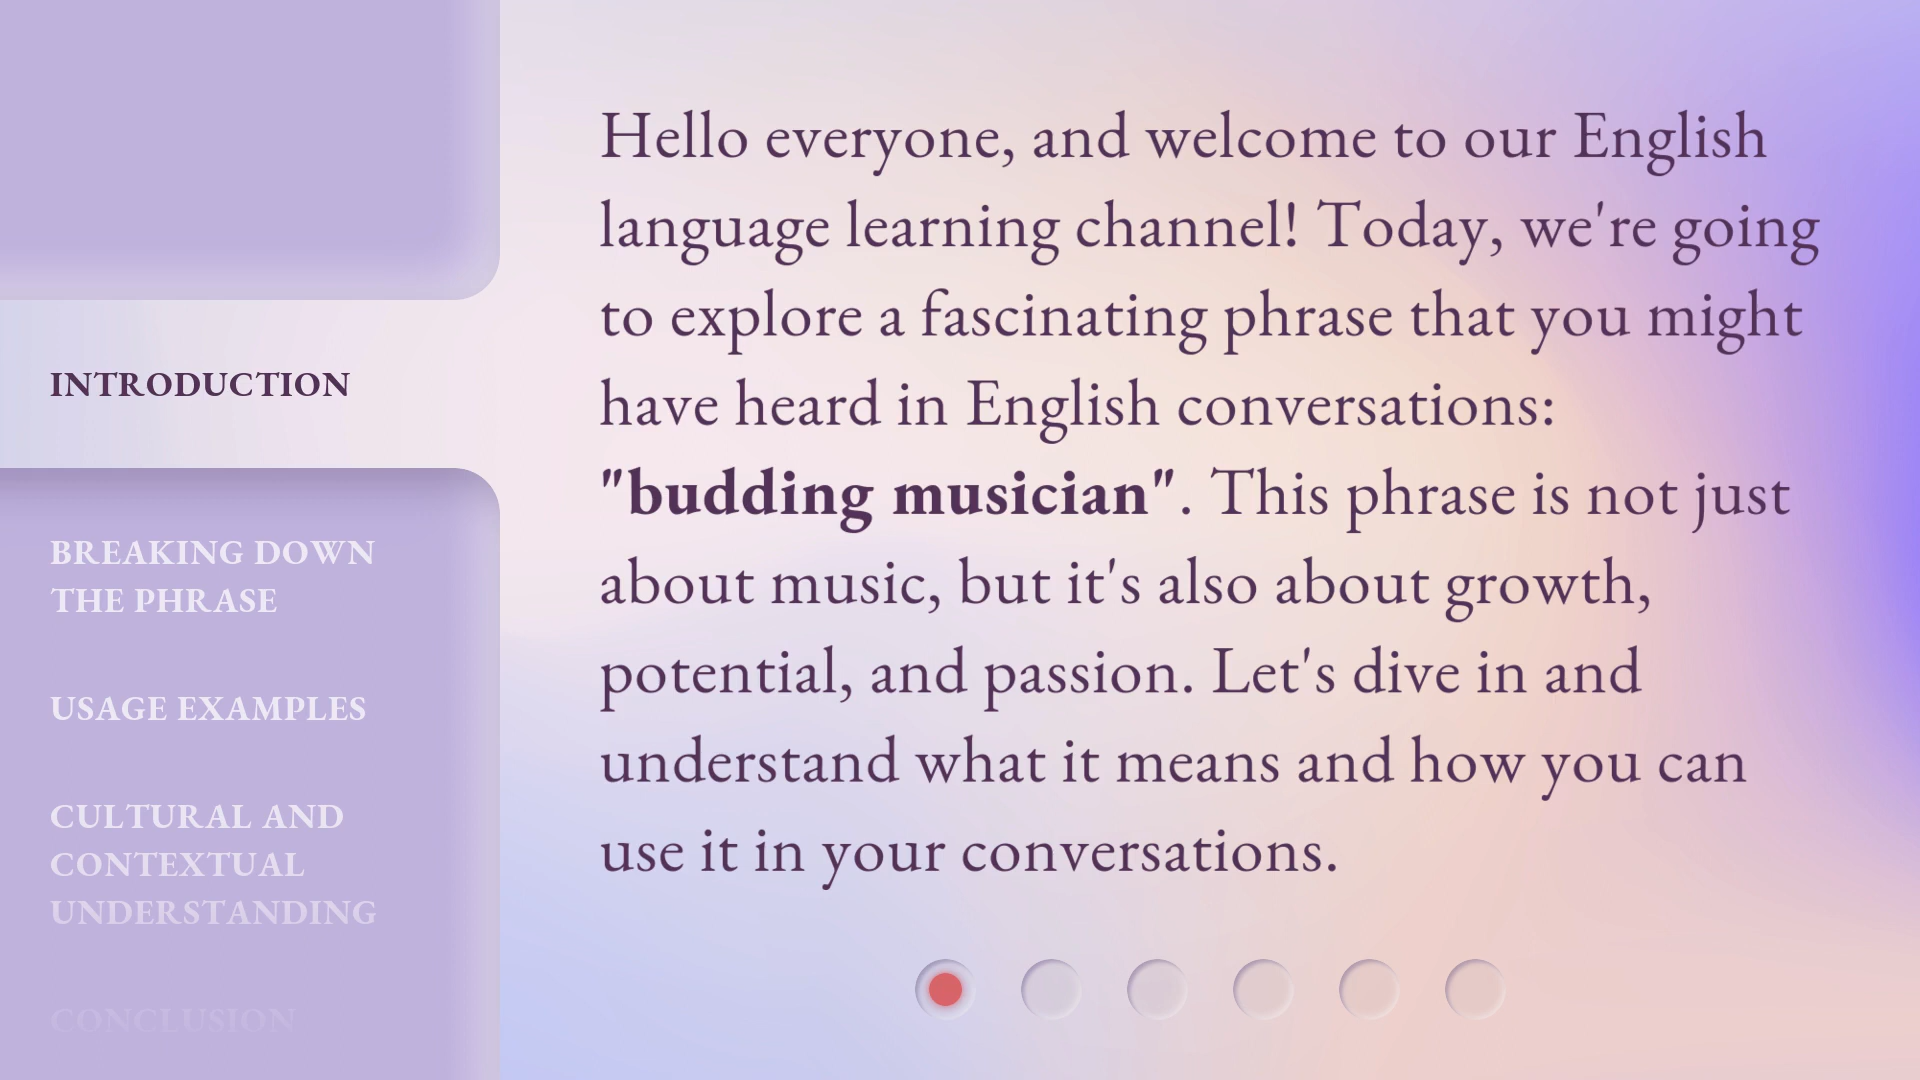 INTRODUCTION
BREAKING DOWN
THE PHRASE
USAGE EXAMPLES
CULTURAL AND
CONTEXTUAL
UNDERSTANDING
CONCLUSION
Hello everyone, and welcome to our English
language learning channel! Today, we're going
to explore a fascinating phrase that you might
have heard in English conversations:
"budding musician". This phrase is not just
about music, but it's also about growth,
potential, and passion. Let's dive in and
understand what it means and how you can
use it in your conversations.